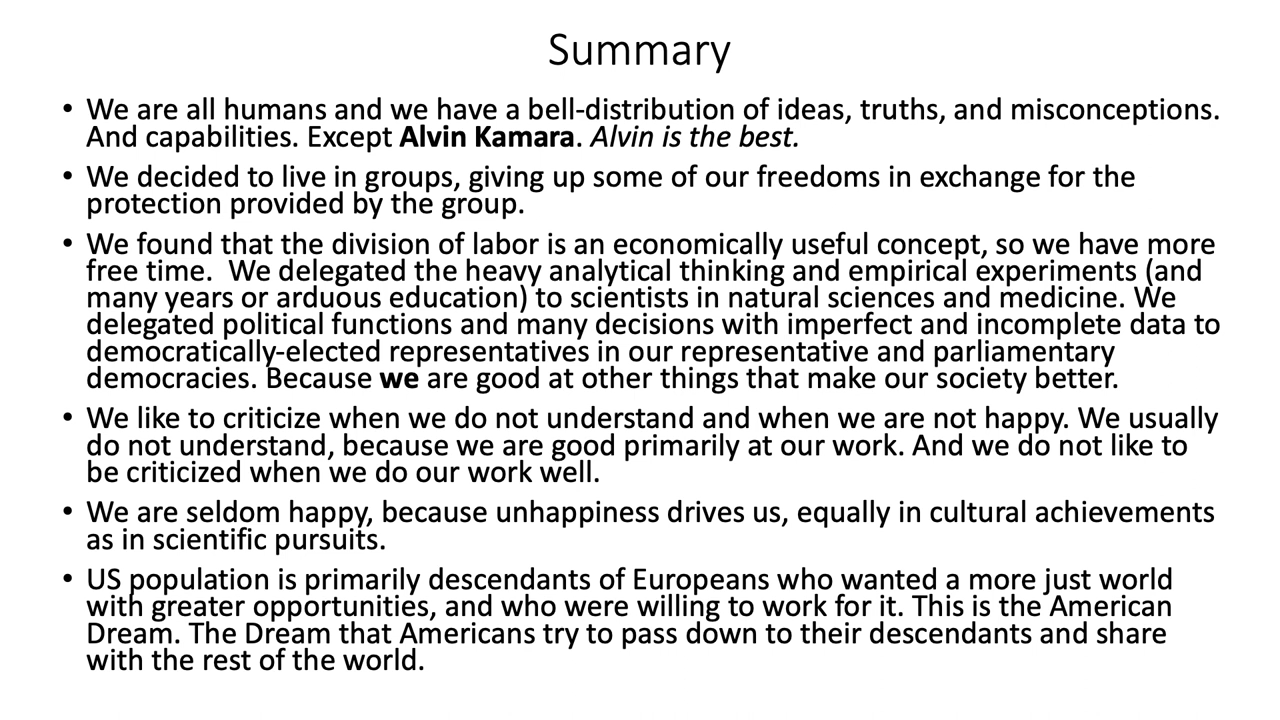 Summary
• We are all humans and we have a bell-distribution of ideas, truths, and misconceptions.
And capabilities. Except Alvin Kamara. Alvin is the best.
• We decided to live in groups, giving up some of our freedoms in exchange for the
protection provided by the group.
• We found that the division of labor is an economically useful concept, so we have more
free time.  We delegated the heavy analytical thinking and empirical experiments (and
many years or arduous education) to scientists in natural sciences and medicine. We
delegated political functions and many decisions with imperfect and incomplete data to
democratically-elected representatives in our representative and parliamentary
democracies. Because we are good at other things that make our society better.
• We like to criticize when we do not understand and when we are not happy. We usually
do not understand, because we are good primarily at our work. And we do not like to
be criticized when we do our work well.
• We are seldom happy, because unhappiness drives us, equally in cultural achievements
as in scientific pursuits.
• US population is primarily descendants of Europeans who wanted a more just world
with greater opportunities, and who were willing to work for it. This is the American
Dream. The Dream that Americans try to pass down to their descendants and share
with the rest of the world.